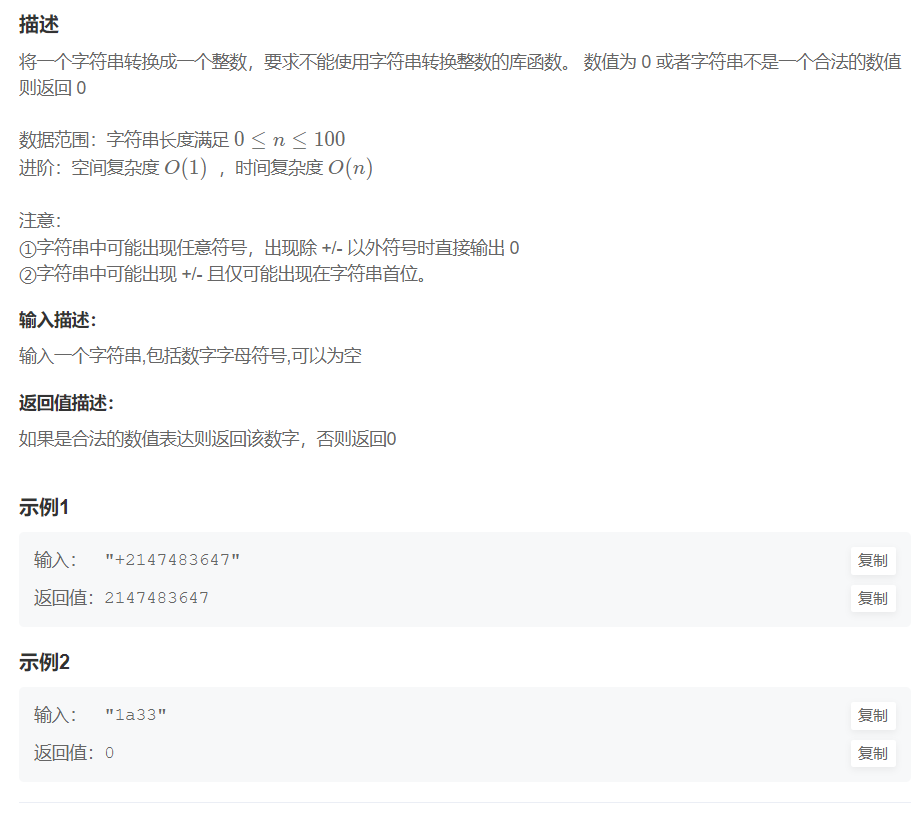 描述
将一个字符串转换成一个整数，要求不能使用字符串转换整数的库函数。 数值为 0 或者字符串不是一个合法的数值
则返回 0
数据范围：字符串长度满足 0 ≤ n ≤ 100
进阶：空间复杂度 O(1) ，时间复杂度 O(n)
注意：
①字符串中可能出现任意符号，出现除 +/- 以外符号时直接输出 0
②字符串中可能出现 +/- 且仅可能出现在字符串首位。
输入描述：
输入一个字符串,包括数字字母符号,可以为空
返回值描述：
如果是合法的数值表达则返回该数字，否则返回0
示例1
输入： "+2147483647" 复制
返回值：2147483647 复制
示例2
输入： "1a33" 复制
返回值：0 复制